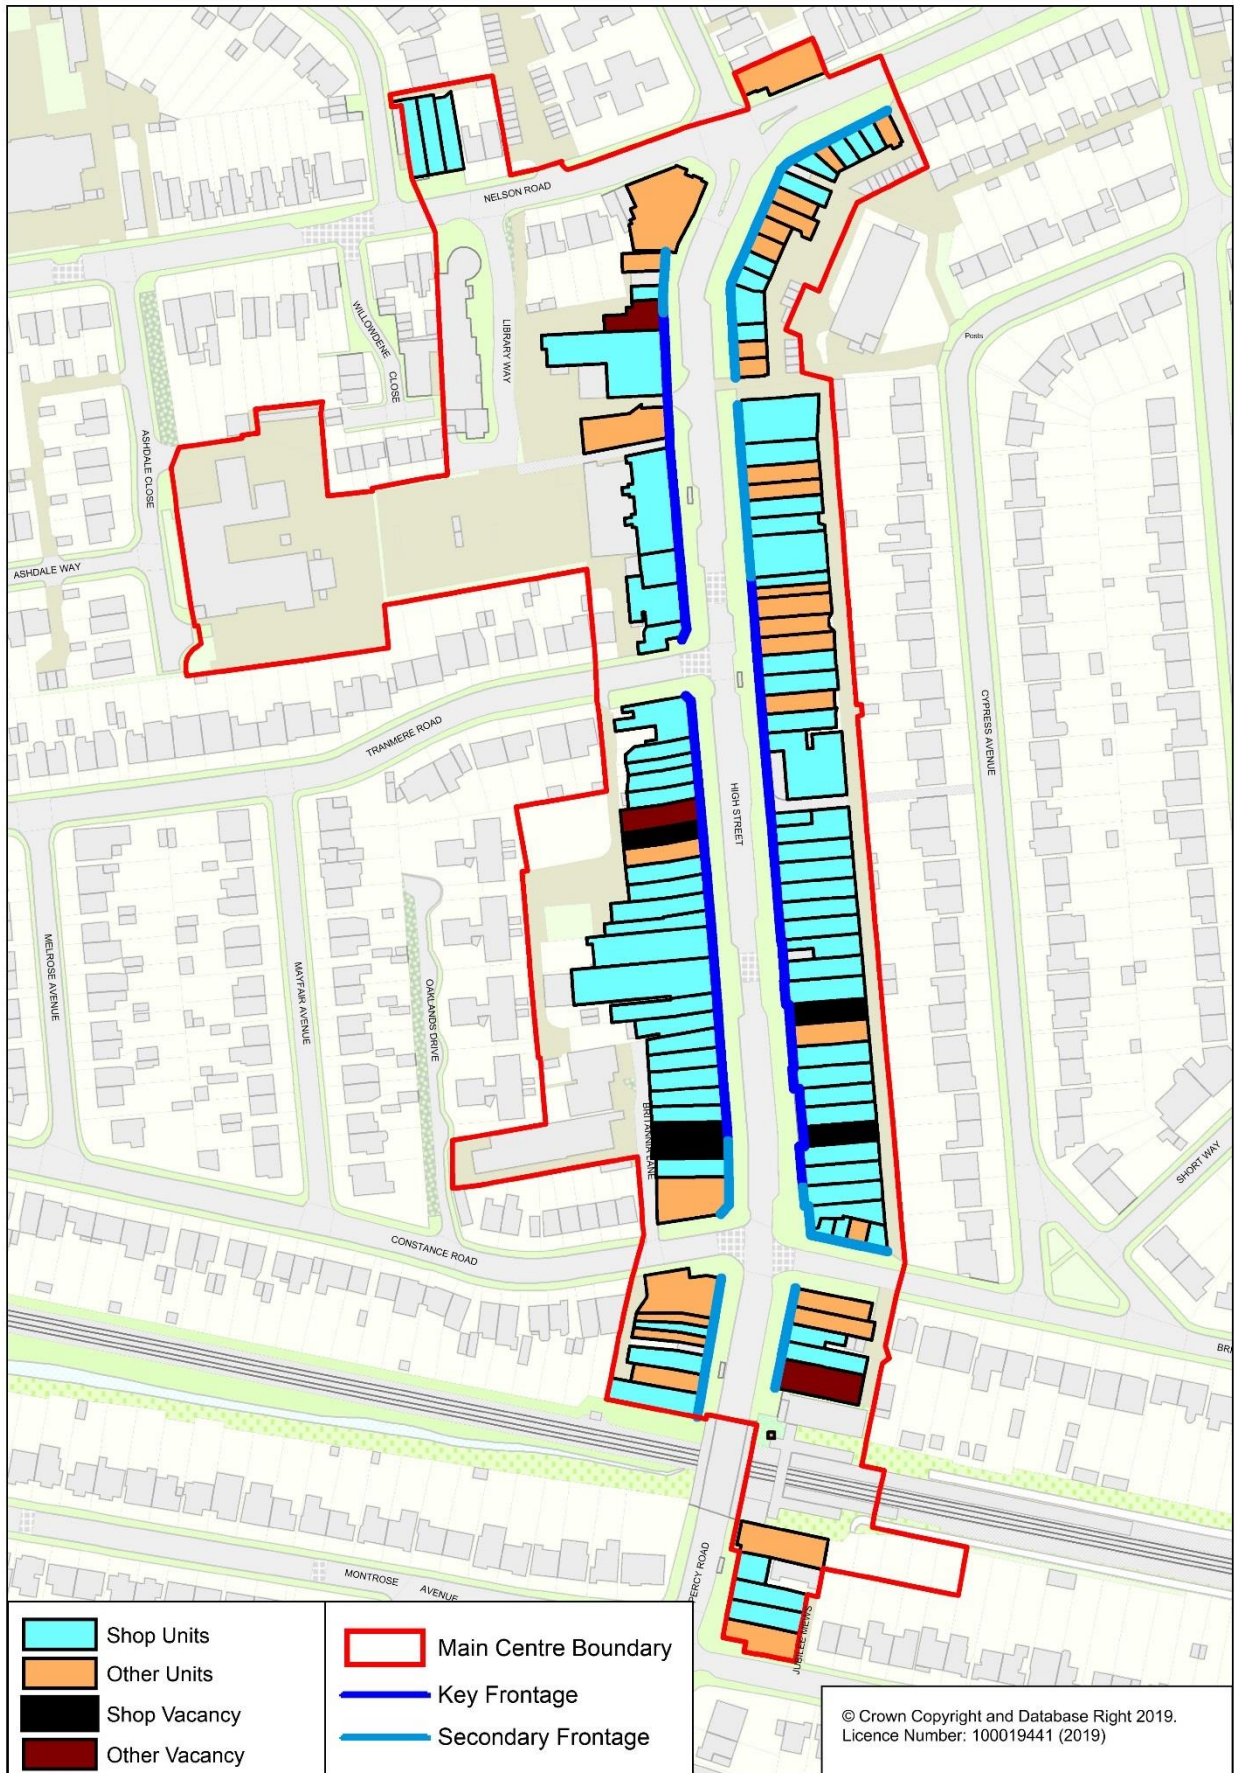 NELSON ROAD
WILLOWDENE
CLOSE
LIBRARY WAY
Posts
ASHDALE CLOSE
ASHDALE WAY
CYPRESS AVENUE
TRANMERE ROAD
HIGH STREET
MELROSE AVENUE
MAYFAIR AVENUE
OAKLANDS DRIVE
BRITANNIA LANE
SHORT WAY
CONSTANCE ROAD
BRI
MONTROSE AVENUE
PERCY ROAD
JUBILEE MEWS
Shop Units
Other Units
Shop Vacancy
Other Vacancy
Main Centre Boundary
Key Frontage
Secondary Frontage
© Crown Copyright and Database Right 2019.
Licence Number: 100019441 (2019)